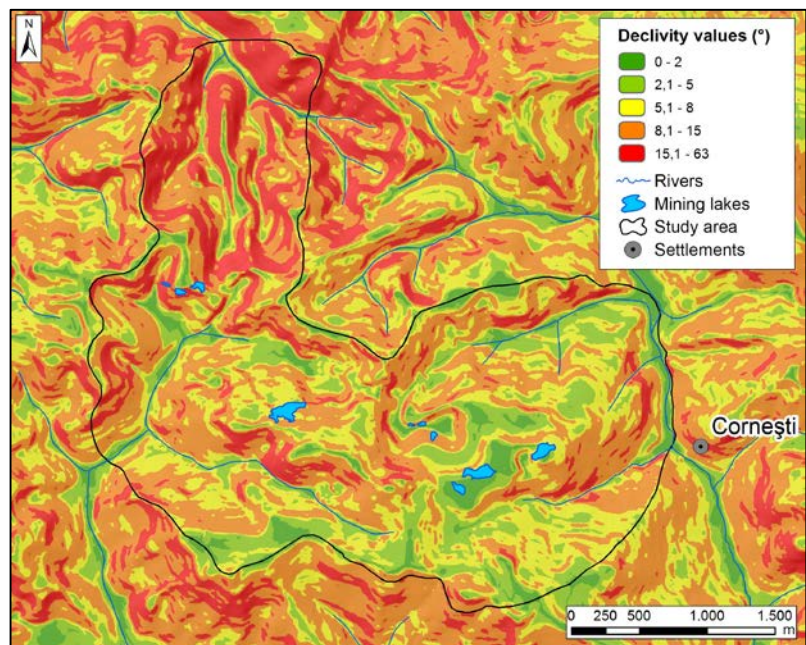 N
Declivity values (°)
0 - 2
2,1 - 5
5,1 - 8
8,1 - 15
15,1 - 63
Rivers
Mining lakes
Study area
Settlements
Corneşti
0 250 500 1.000 1.500
m